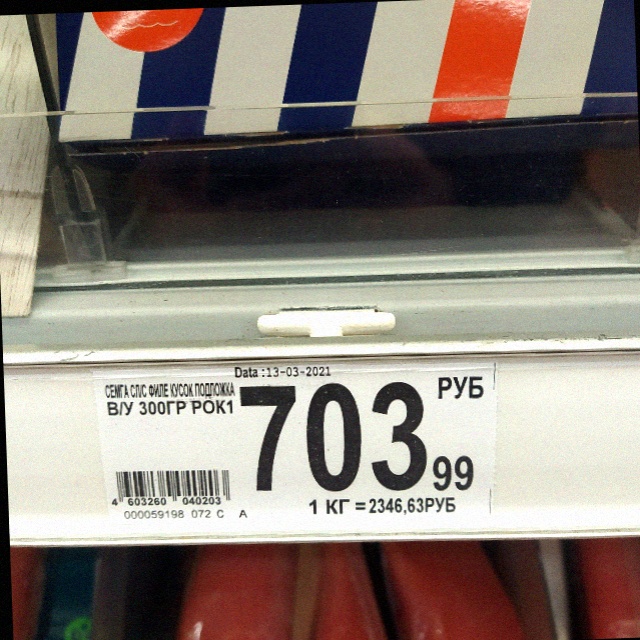 Data :13-03-2021
СЕМГА СЛ/С ФИЛЕ КУСОК ПОДЛОЖКА
В/У 300ГР РОК1
703 99 РУБ
1 КГ = 2346,63РУБ
4 603260 040203
000059198 072 С А